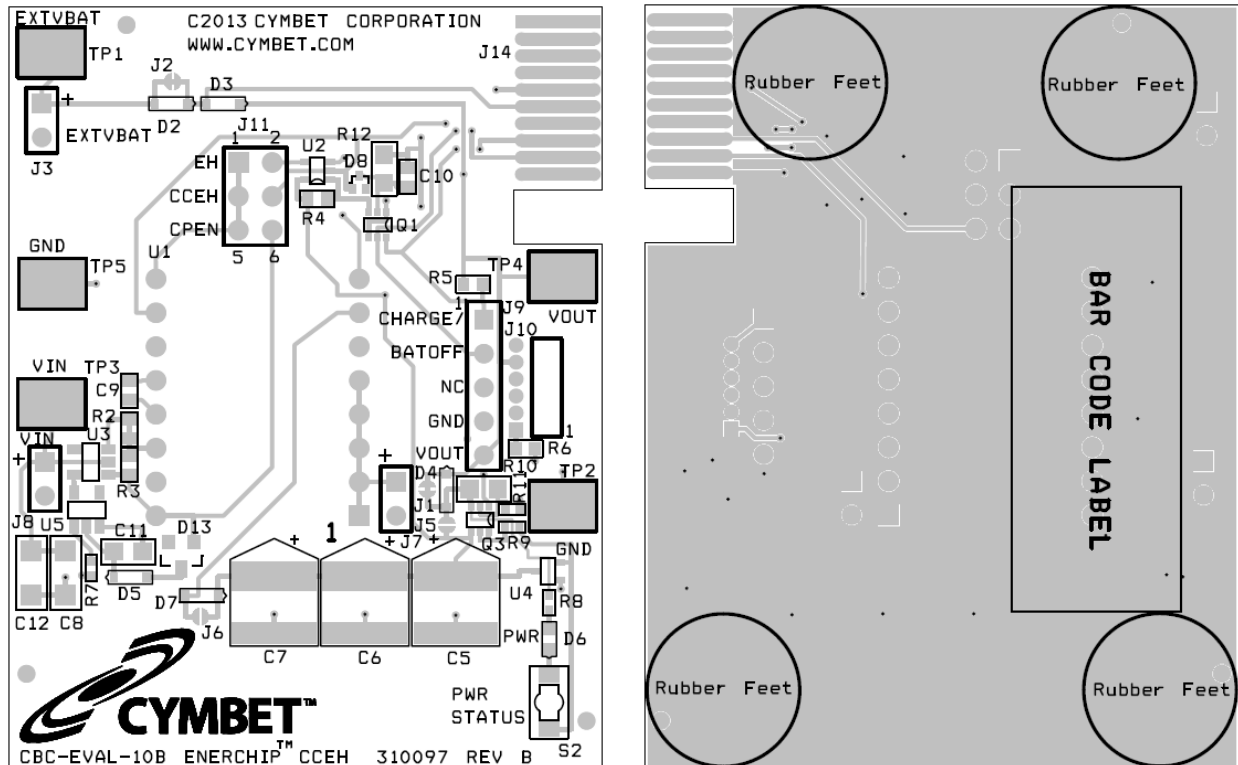 EXTVBAT
C2013 CYMBET CORPORATION
WWW.CYMBET.COM
TP1
J14
J2
D3
+
EXTVBAT
D2
J3
J11
1 2
U2
R12
EH
D8
C10
CCEH
R4
CPEN
Q1
GND
U1
5 6
TP5
R5
TP4
1
J9
VOUT
CHARGE/
J10
BATOFF
VIN
TP3
C9
NC
R2
GND
VIN
U3
+
VOUT
1
R6
R3
+
D4
R10
R11
TP2
J8
U5
C11
D13
J1
J5
1
J7
Q3
R9
GND
+
+
+
R7
D5
D7
U4
R8
J6
C12
C8
PWR
D6
C7
C6
C5
CYMBET™
PWR
STATUS
S2
CBC-EVAL-10B ENERCHIP™ CCEH 310097 REV B
Rubber Feet
Rubber Feet
BAR CODE LABEL
Rubber Feet
Rubber Feet